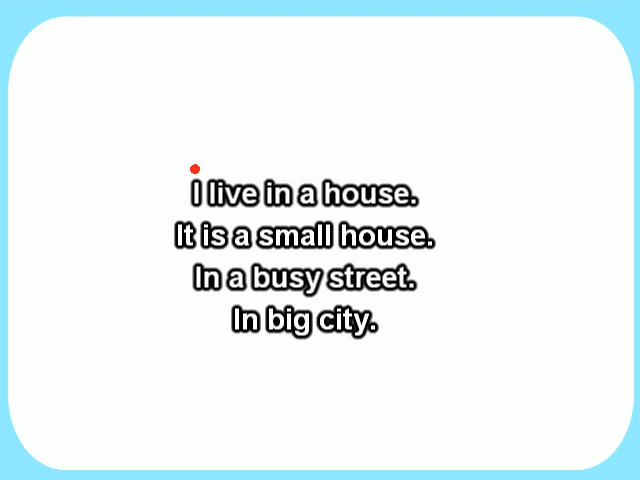 I live in a house.
It is a small house.
In a busy street.
In big city.